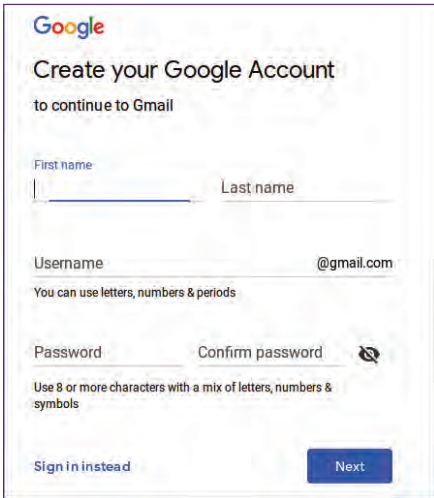 Google
Create your Google Account
to continue to Gmail
First name
Last name
Username @gmail.com
You can use letters, numbers & periods
Password Confirm password
Use 8 or more characters with a mix of letters, numbers &
symbols
Sign in instead Next